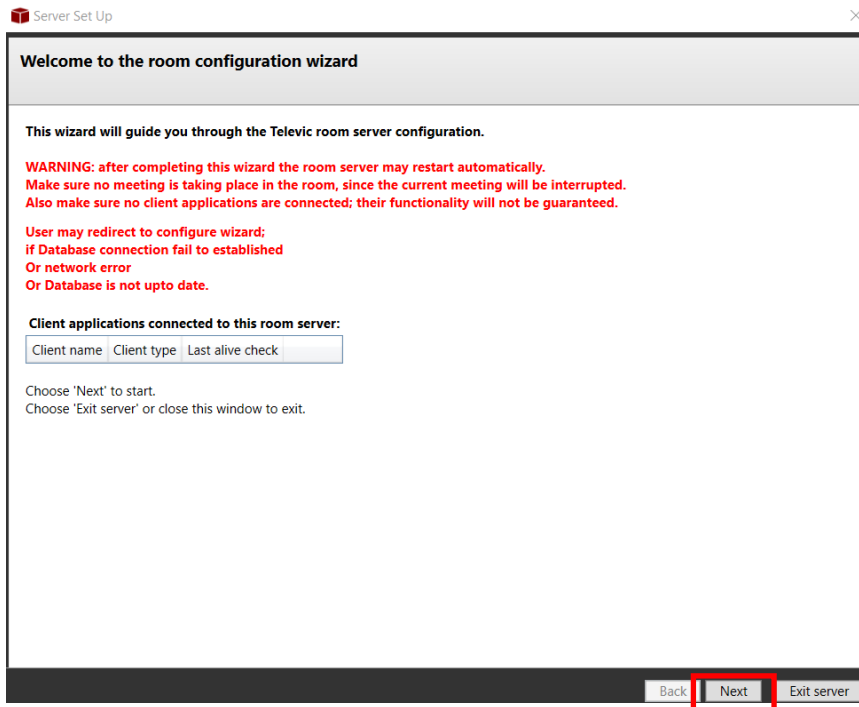 Server Set Up
Welcome to the room configuration wizard
This wizard will guide you through the Televic room server configuration.
WARNING: after completing this wizard the room server may restart automatically.
Make sure no meeting is taking place in the room, since the current meeting will be interrupted.
Also make sure no client applications are connected; their functionality will not be guaranteed.
User may redirect to configure wizard;
if Database connection fail to established
Or network error
Or Database is not upto date.
Client applications connected to this room server:
Client name Client type Last alive check
Choose 'Next' to start.
Choose 'Exit server' or close this window to exit.
Back Next Exit server